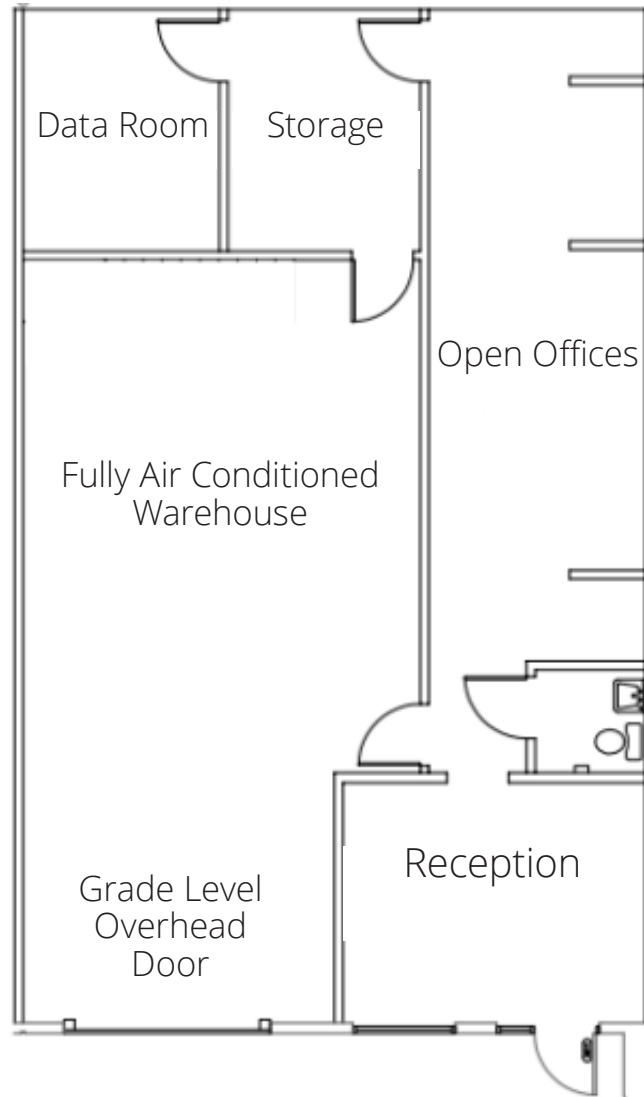 Data Room
Storage
Open Offices
Fully Air Conditioned
Warehouse
Reception
Grade Level
Overhead
Door